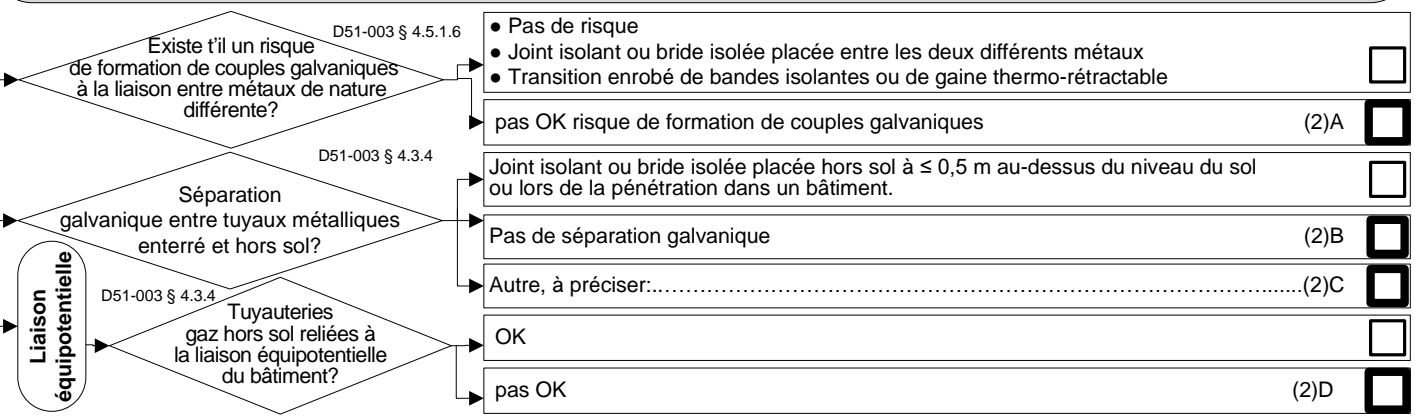 D51-003 § 4.5.1.6
Existe t'il un risque
de formation de couples galvaniques
à la liaison entre métaux de nature
différente?
● Pas de risque
● Joint isolant ou bride isolée placée entre les deux différents métaux
● Transition enrobé de bandes isolantes ou de gaine thermo-rétractable
pas OK risque de formation de couples galvaniques (2)A
D51-003 § 4.3.4
Séparation
galvanique entre tuyaux métalliques
enterré et hors sol?
Joint isolant ou bride isolée placée hors sol à ≤ 0,5 m au-dessus du niveau du sol
ou lors de la pénétration dans un bâtiment.
Pas de séparation galvanique (2)B
Autre, à préciser:..…………………………………………………………………….......(2)C
Liaison
équipotentielle
D51-003 § 4.3.4
Tuyauteries
gaz hors sol reliées à
la liaison équipotentielle
du bâtiment?
OK
pas OK (2)D